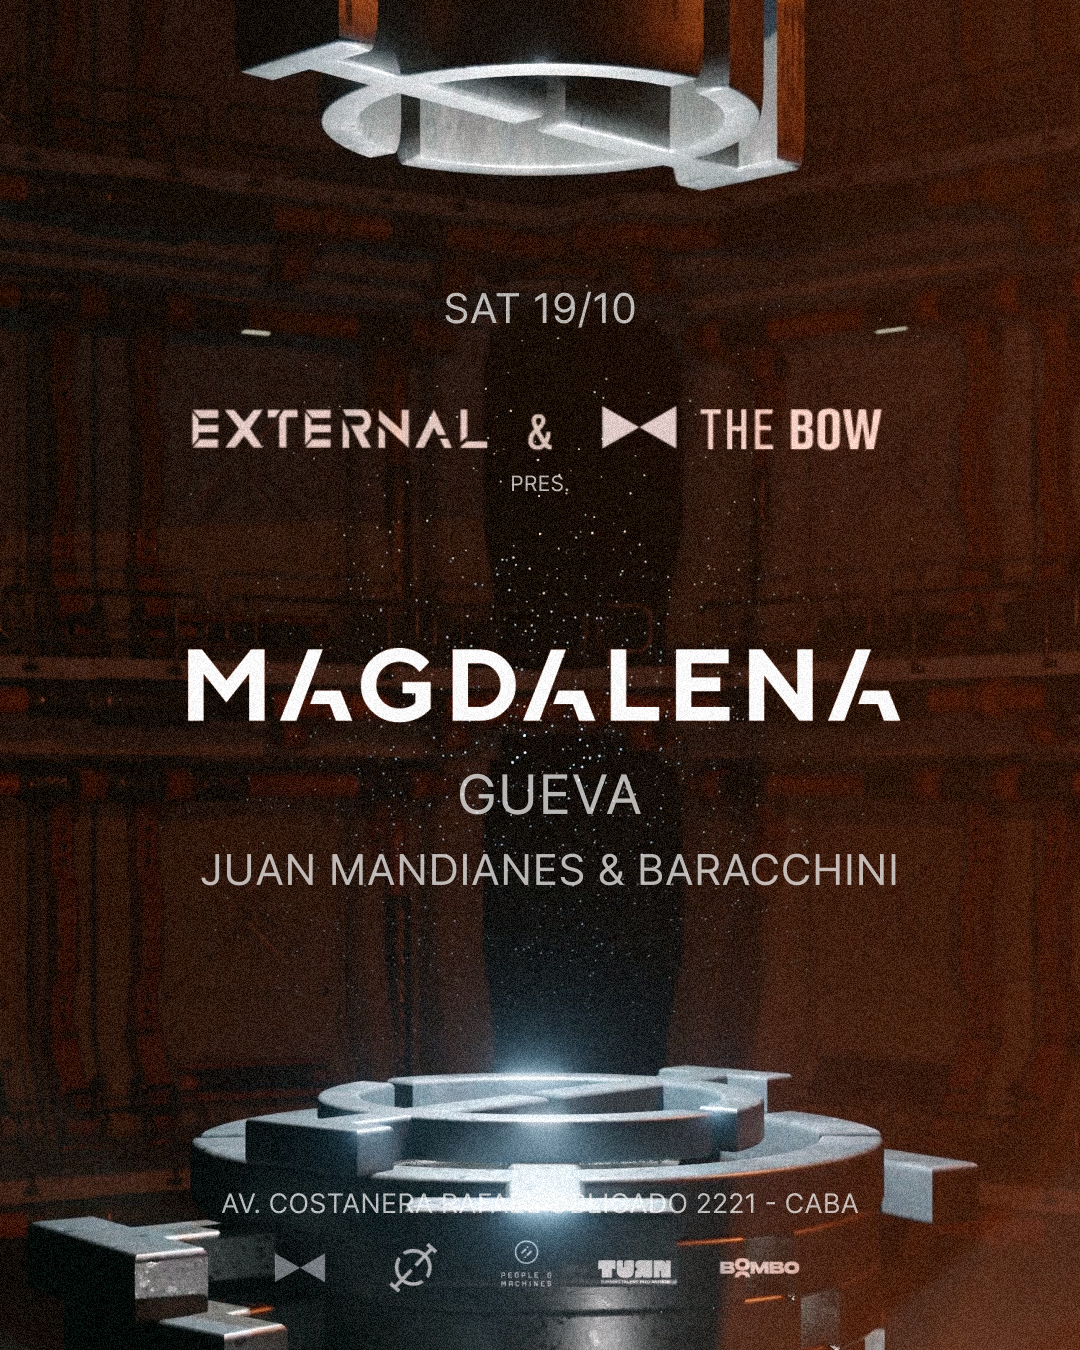 SAT 19/10
EXTERNAL & THE BOW
PRES.
MAGDALENA
GUEVA
JUAN MANDIANES & BARACCHINI
AV. COSTANERA OBLIGADO 2221 - CABA
PEOPLE & MACHINES
TURN
BOMBO